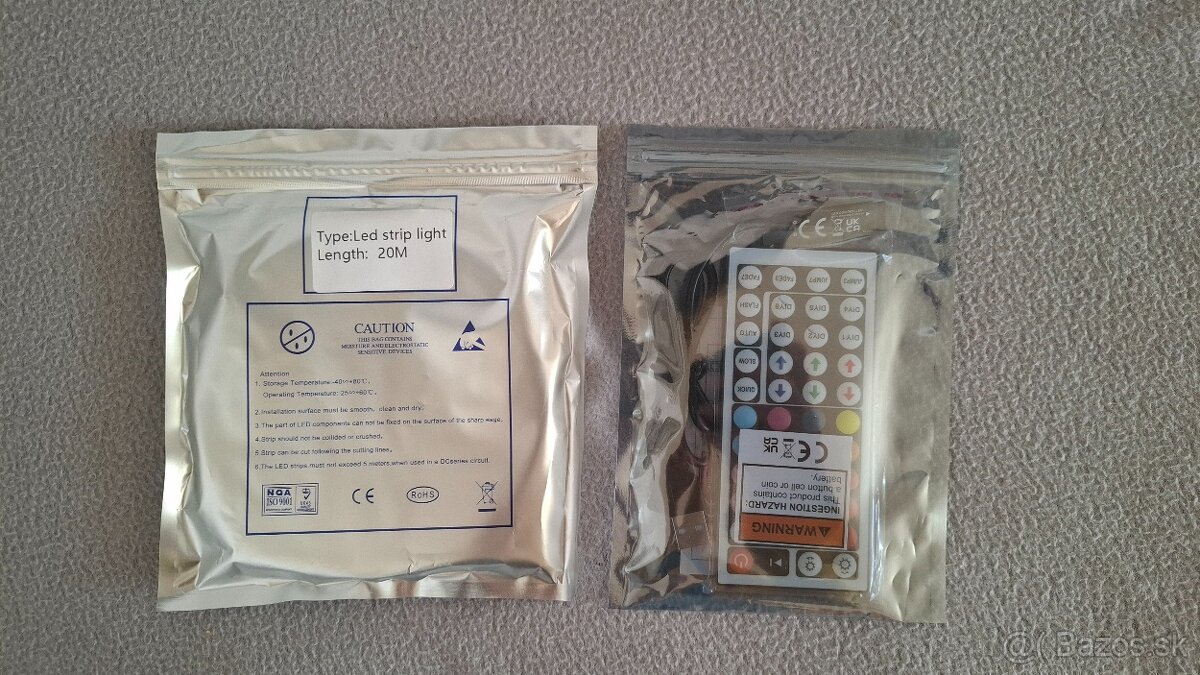 Type:Led strip light
Length: 20M
CAUTION
THIS BAG CONTAINS
MOISTURE AND ELECTROSTATIC
SENSITIVE DEVICES
Attention
1. Storage Temperature:-40~+80℃,
Operating Temperature:-25~+60℃.
2.Installation surface must be smooth, clean and dry.
3.The part of LED components can not be fixed on the surface of the sharp edge.
4.Strip should not be collided or crushed.
5.Strip can be cut following the cutting lines.
6.The LED strips must not exceed 5 meters when used in a DCseries circuit.
NQA
ISO 9001
UKAS
CE
RoHS
CE
UK
CA
WARNING
INGESTION HAZARD:
This product contains
a button cell or coin
battery.
CE
UK
CA
QUICK
SLOW
AUTO DIY3 DIY2 DIY1
FLASH DIY6 DIY5 DIY4
FADE7 FADE3 JUMP7 JUMP3
@( Bazos.sk